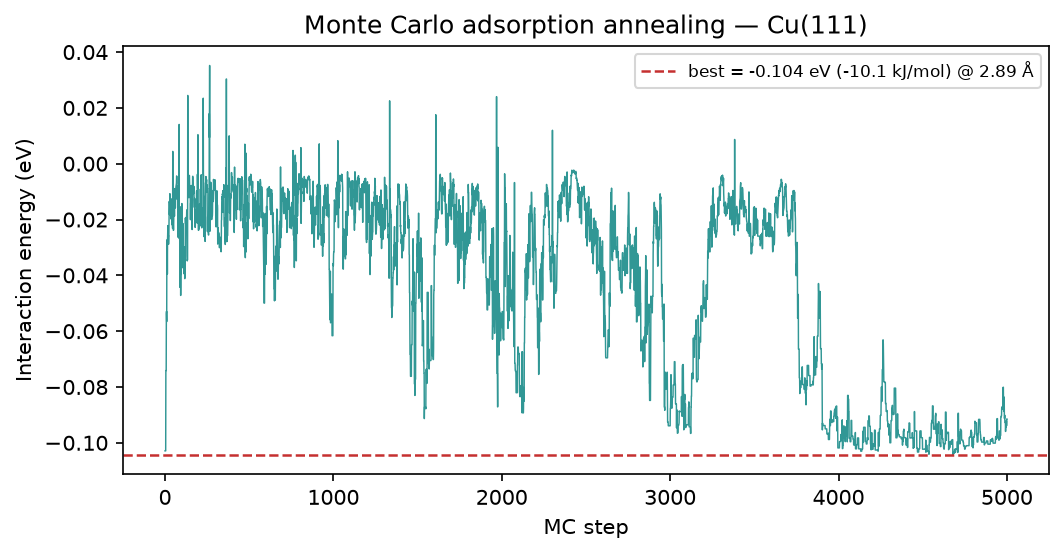 Monte Carlo adsorption annealing — Cu(111)
best = -0.104 eV (-10.1 kJ/mol) @ 2.89 Å
Interaction energy (eV)
0.04
0.02
0.00
−0.02
−0.04
−0.06
−0.08
−0.10
0 1000 2000 3000 4000 5000
MC step